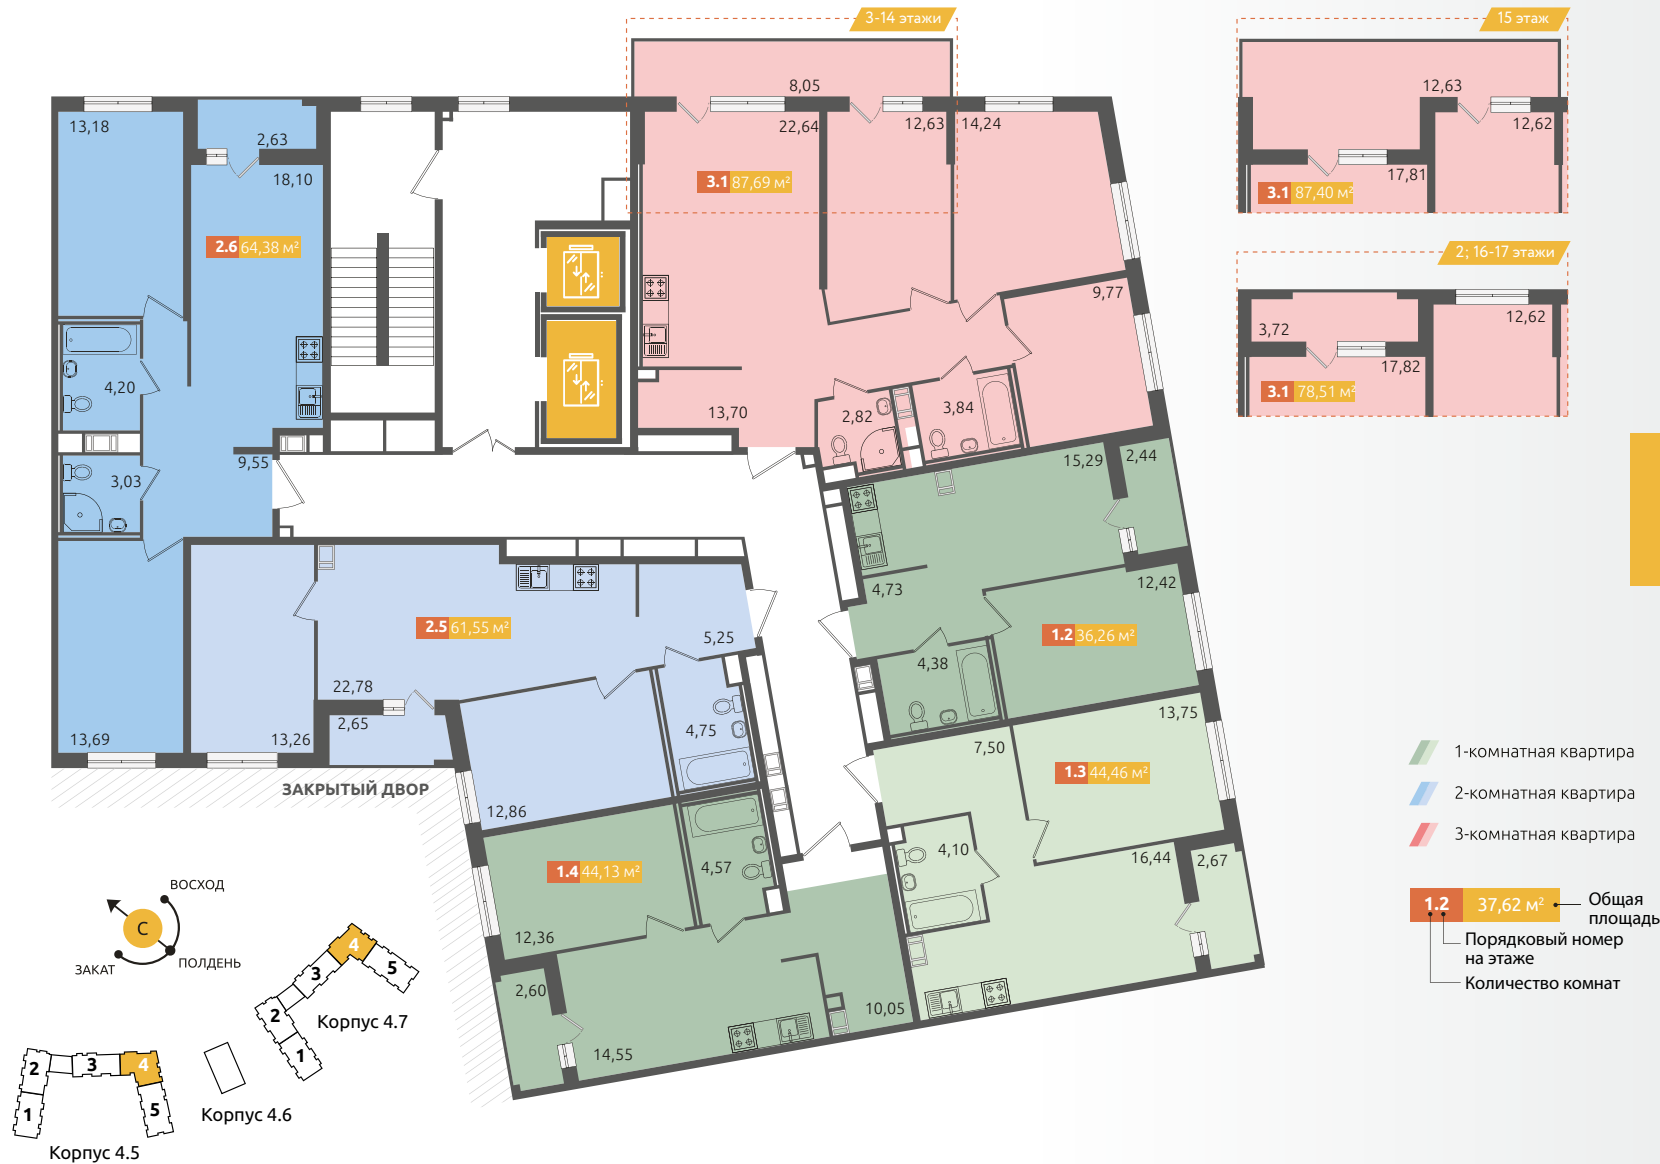 3-14 этажи
15 этаж
8,05
12,63
13,18
2,63
22,64
12,63
14,24
12,62
18,10
3.1 87,69 м²
17,81
3.1 87,40 м²
2.6 64,38 м²
2; 16-17 этажи
9,77
12,62
3,72
17,82
4,20
3.1 78,51 м²
13,70
2,82
3,84
9,55
3,03
15,29
2,44
4,73
12,42
2.5 61,55 м²
5,25
1.2 36,26 м²
4,38
22,78
2,65
4,75
13,69
13,26
13,75
7,50
1-комнатная квартира
ЗАКРЫТЫЙ ДВОР
1.3 44,46 м²
2-комнатная квартира
12,86
3-комнатная квартира
4,10
16,44
2,67
1.4 44,13 м²
4,57
ВОСХОД
С
ЗАКАТ
ПОЛДЕНЬ
12,36
1.2 37,62 м²
Общая
площадь
Порядковый номер
на этаже
Количество комнат
2,60
10,05
14,55
4
3
5
2
1
Корпус 4.7
2
3
4
1
5
Корпус 4.6
Корпус 4.5